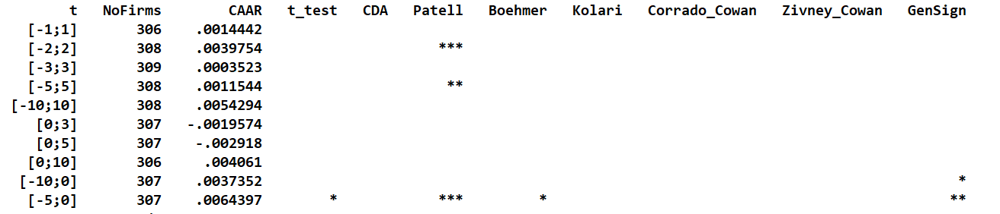 t NoFirms CAAR t_test CDA Patell Boehmer Kolari Corrado_Cowan Zivney_Cowan GenSign
[-1;1] 306 .0014442
[-2;2] 308 .0039754 ***
[-3;3] 309 .0003523
[-5;5] 308 .0011544 **
[-10;10] 308 .0054294
[0;3] 307 -.0019574
[0;5] 307 -.002918
[0;10] 306 .004061
[-10;0] 307 .0037352 *
[-5;0] 307 .0064397 * *** * **